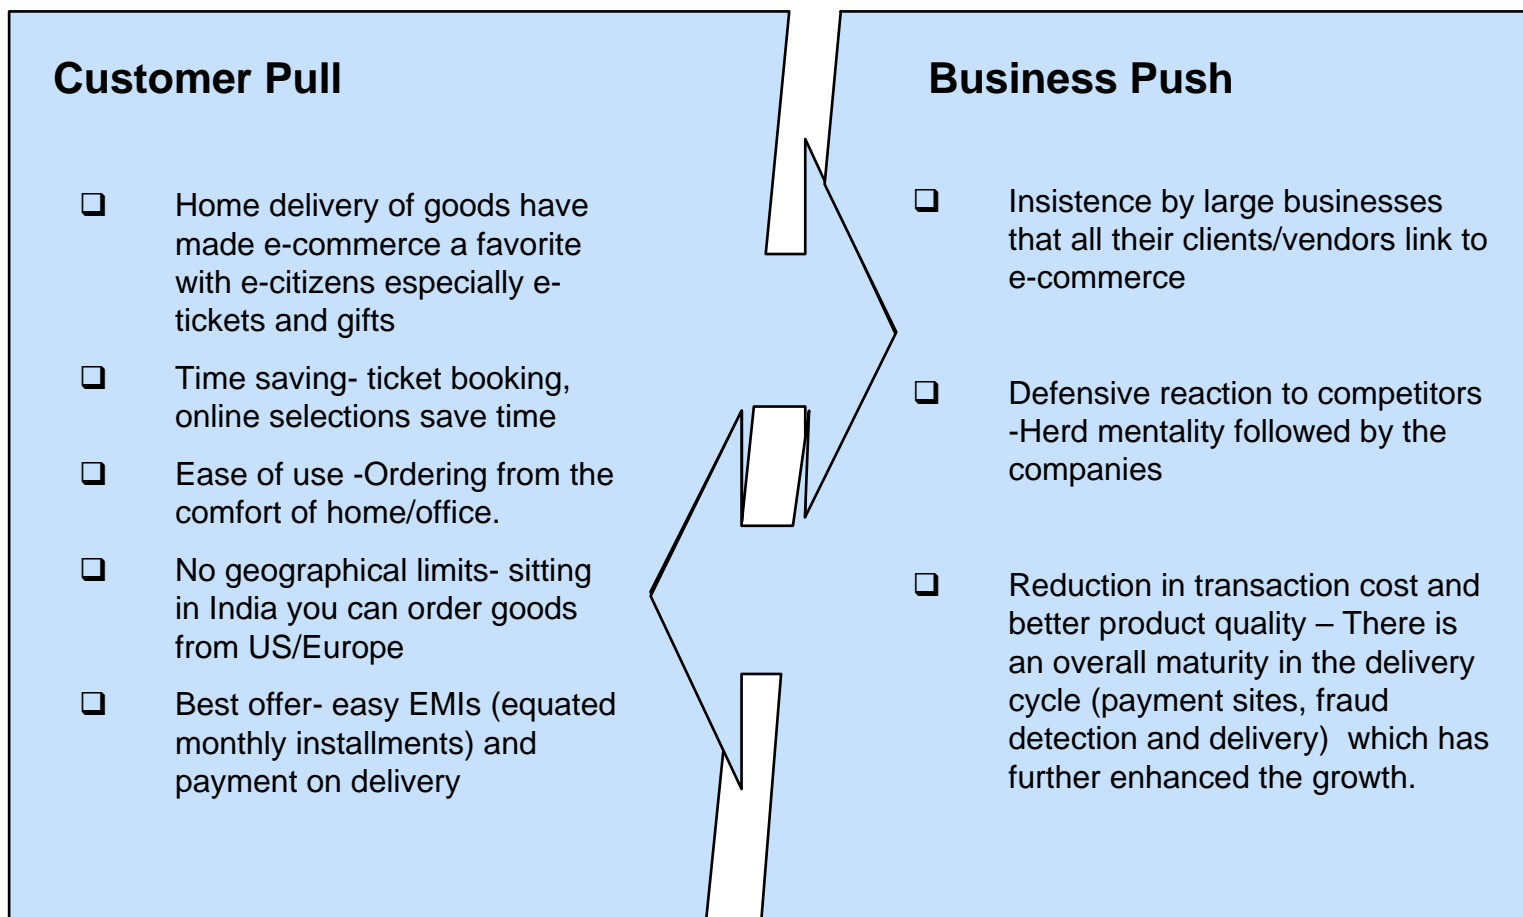 Customer Pull
❑ Home delivery of goods have
made e-commerce a favorite
with e-citizens especially e-
tickets and gifts
❑ Time saving- ticket booking,
online selections save time
❑ Ease of use -Ordering from the
comfort of home/office.
❑ No geographical limits- sitting
in India you can order goods
from US/Europe
❑ Best offer- easy EMIs (equated
monthly installments) and
payment on delivery
Business Push
❑ Insistence by large businesses
that all their clients/vendors link to
e-commerce
❑ Defensive reaction to competitors
-Herd mentality followed by the
companies
❑ Reduction in transaction cost and
better product quality – There is
an overall maturity in the delivery
cycle (payment sites, fraud
detection and delivery)  which has
further enhanced the growth.